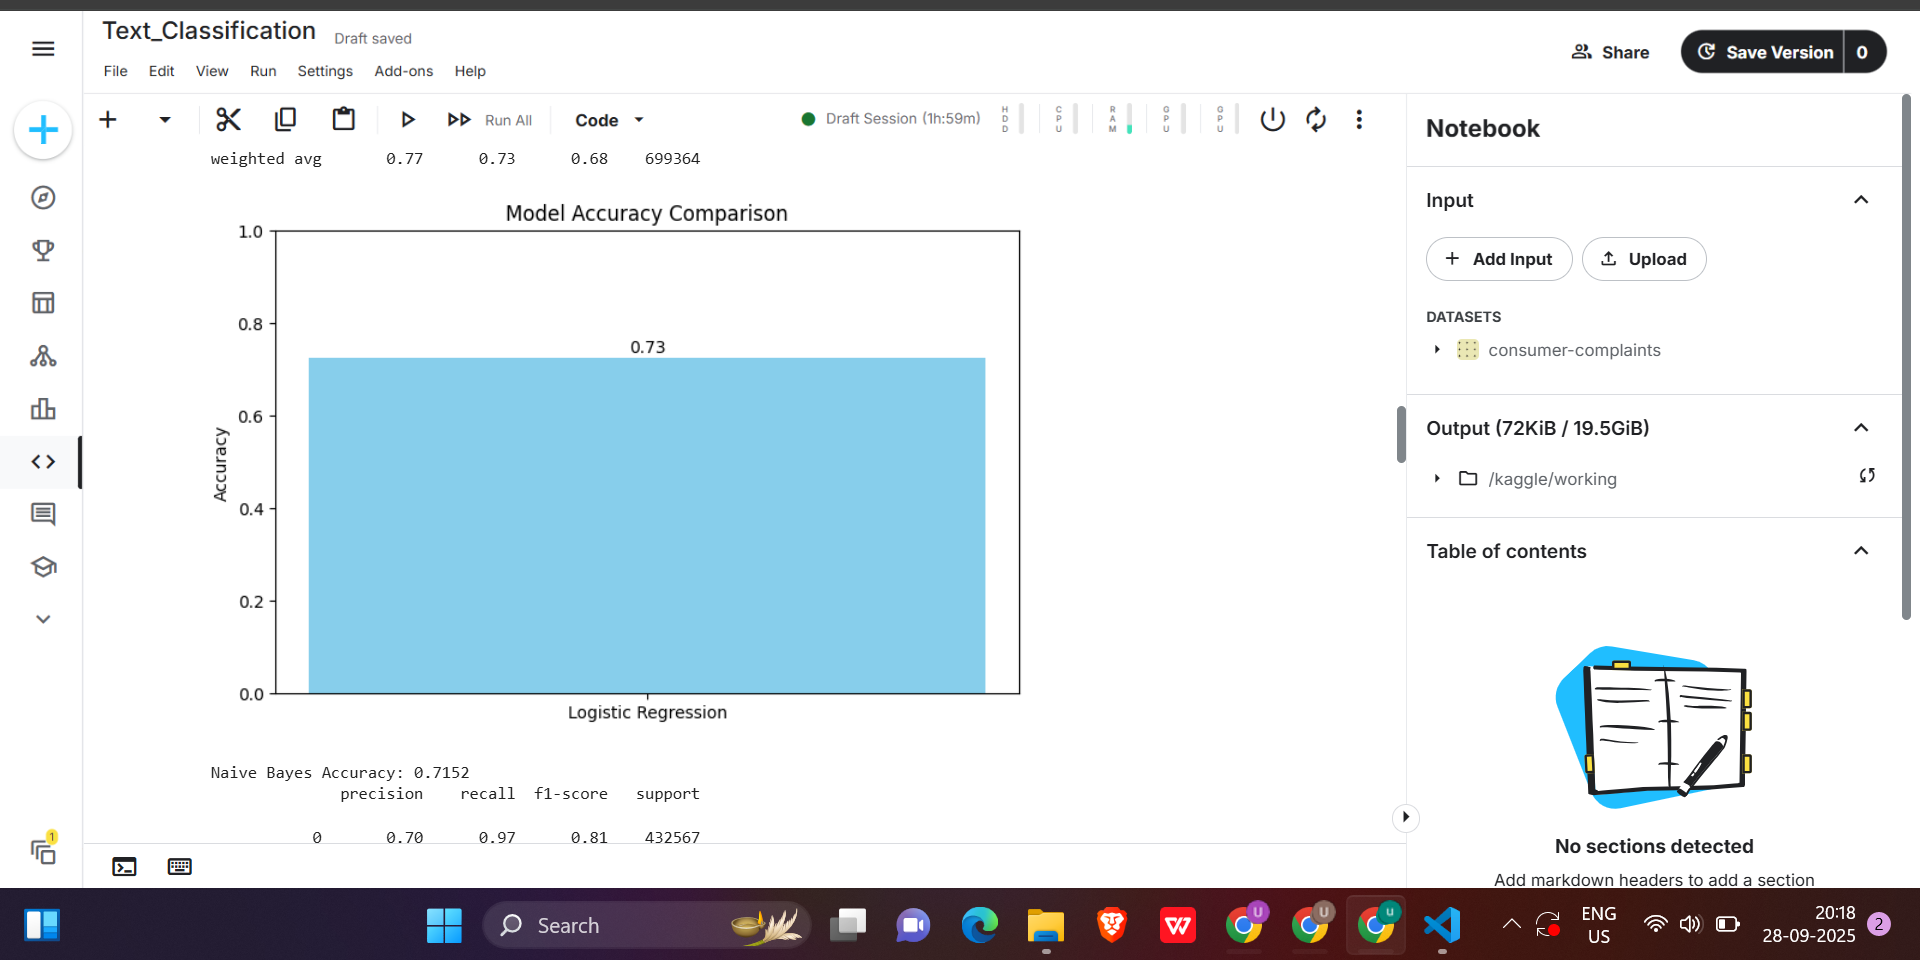 Text_Classification
Draft saved
File Edit View Run Settings Add-ons Help
Share
Save Version 0
Run All
Code
Draft Session (1h:59m)
HDD
CPU
RAM
GPU
GPU
weighted avg 0.77 0.73 0.68 699364
Model Accuracy Comparison
1.0
0.8
0.73
0.6
Accuracy
0.4
0.2
0.0
Logistic Regression
Naive Bayes Accuracy: 0.7152
precision recall f1-score support
0 0.70 0.97 0.81 432567
Notebook
Input
Add Input
Upload
DATASETS
consumer-complaints
Output (72KiB / 19.5GiB)
/kaggle/working
Table of contents
No sections detected
Add markdown headers to add a section
1
Search
U
U
u
ENG
US
20:18
28-09-2025
2